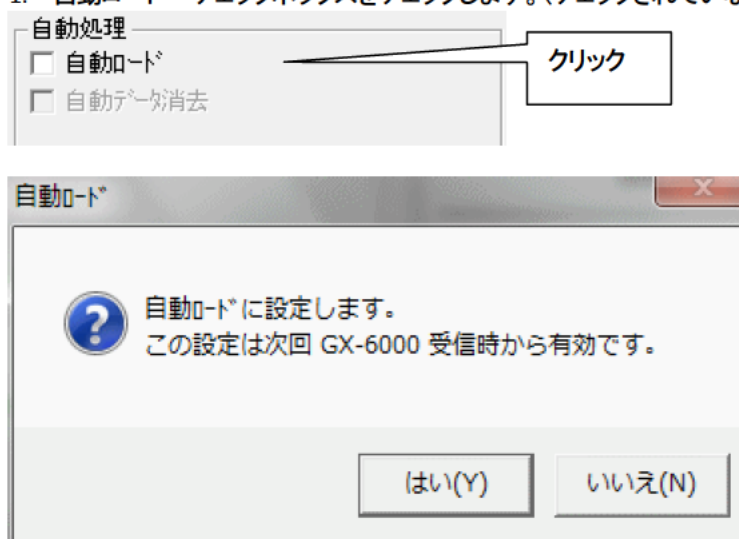 自動処理
自動ﾛｰﾄﾞ
クリック
自動ﾃﾞｰﾀ消去
自動ﾛｰﾄﾞ
自動ﾛｰﾄﾞに設定します。
この設定は次回 GX-6000 受信時から有効です。
はい(Y)
いいえ(N)